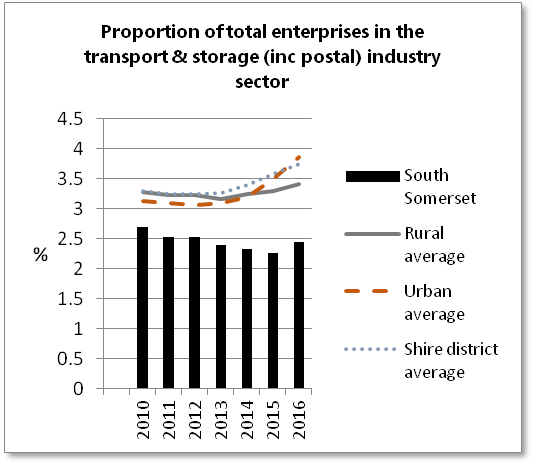 Proportion of total enterprises in the
transport & storage (inc postal) industry
sector
4.5
4
3.5
3
2.5
2
1.5
1
0.5
0
%
2010
2011
2012
2013
2014
2015
2016
South
Somerset
Rural
average
Urban
average
Shire district
average